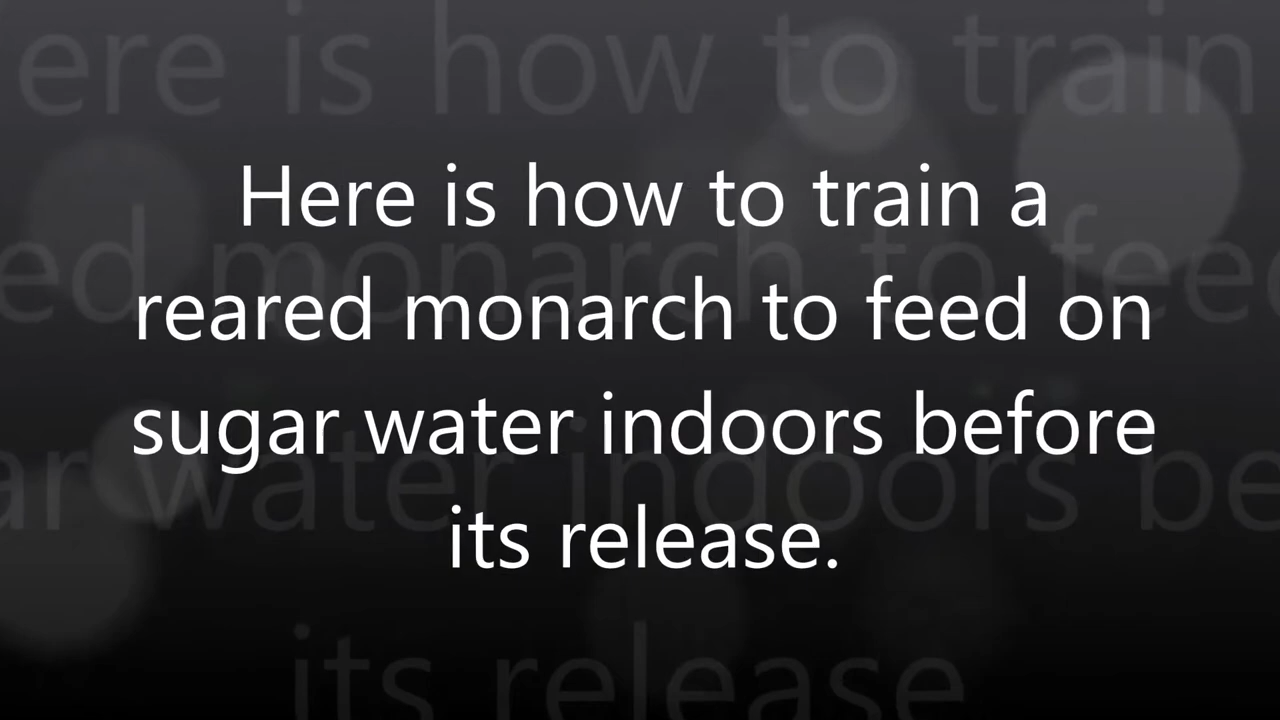 Here is how to train a
reared monarch to feed on
sugar water indoors before
its release.